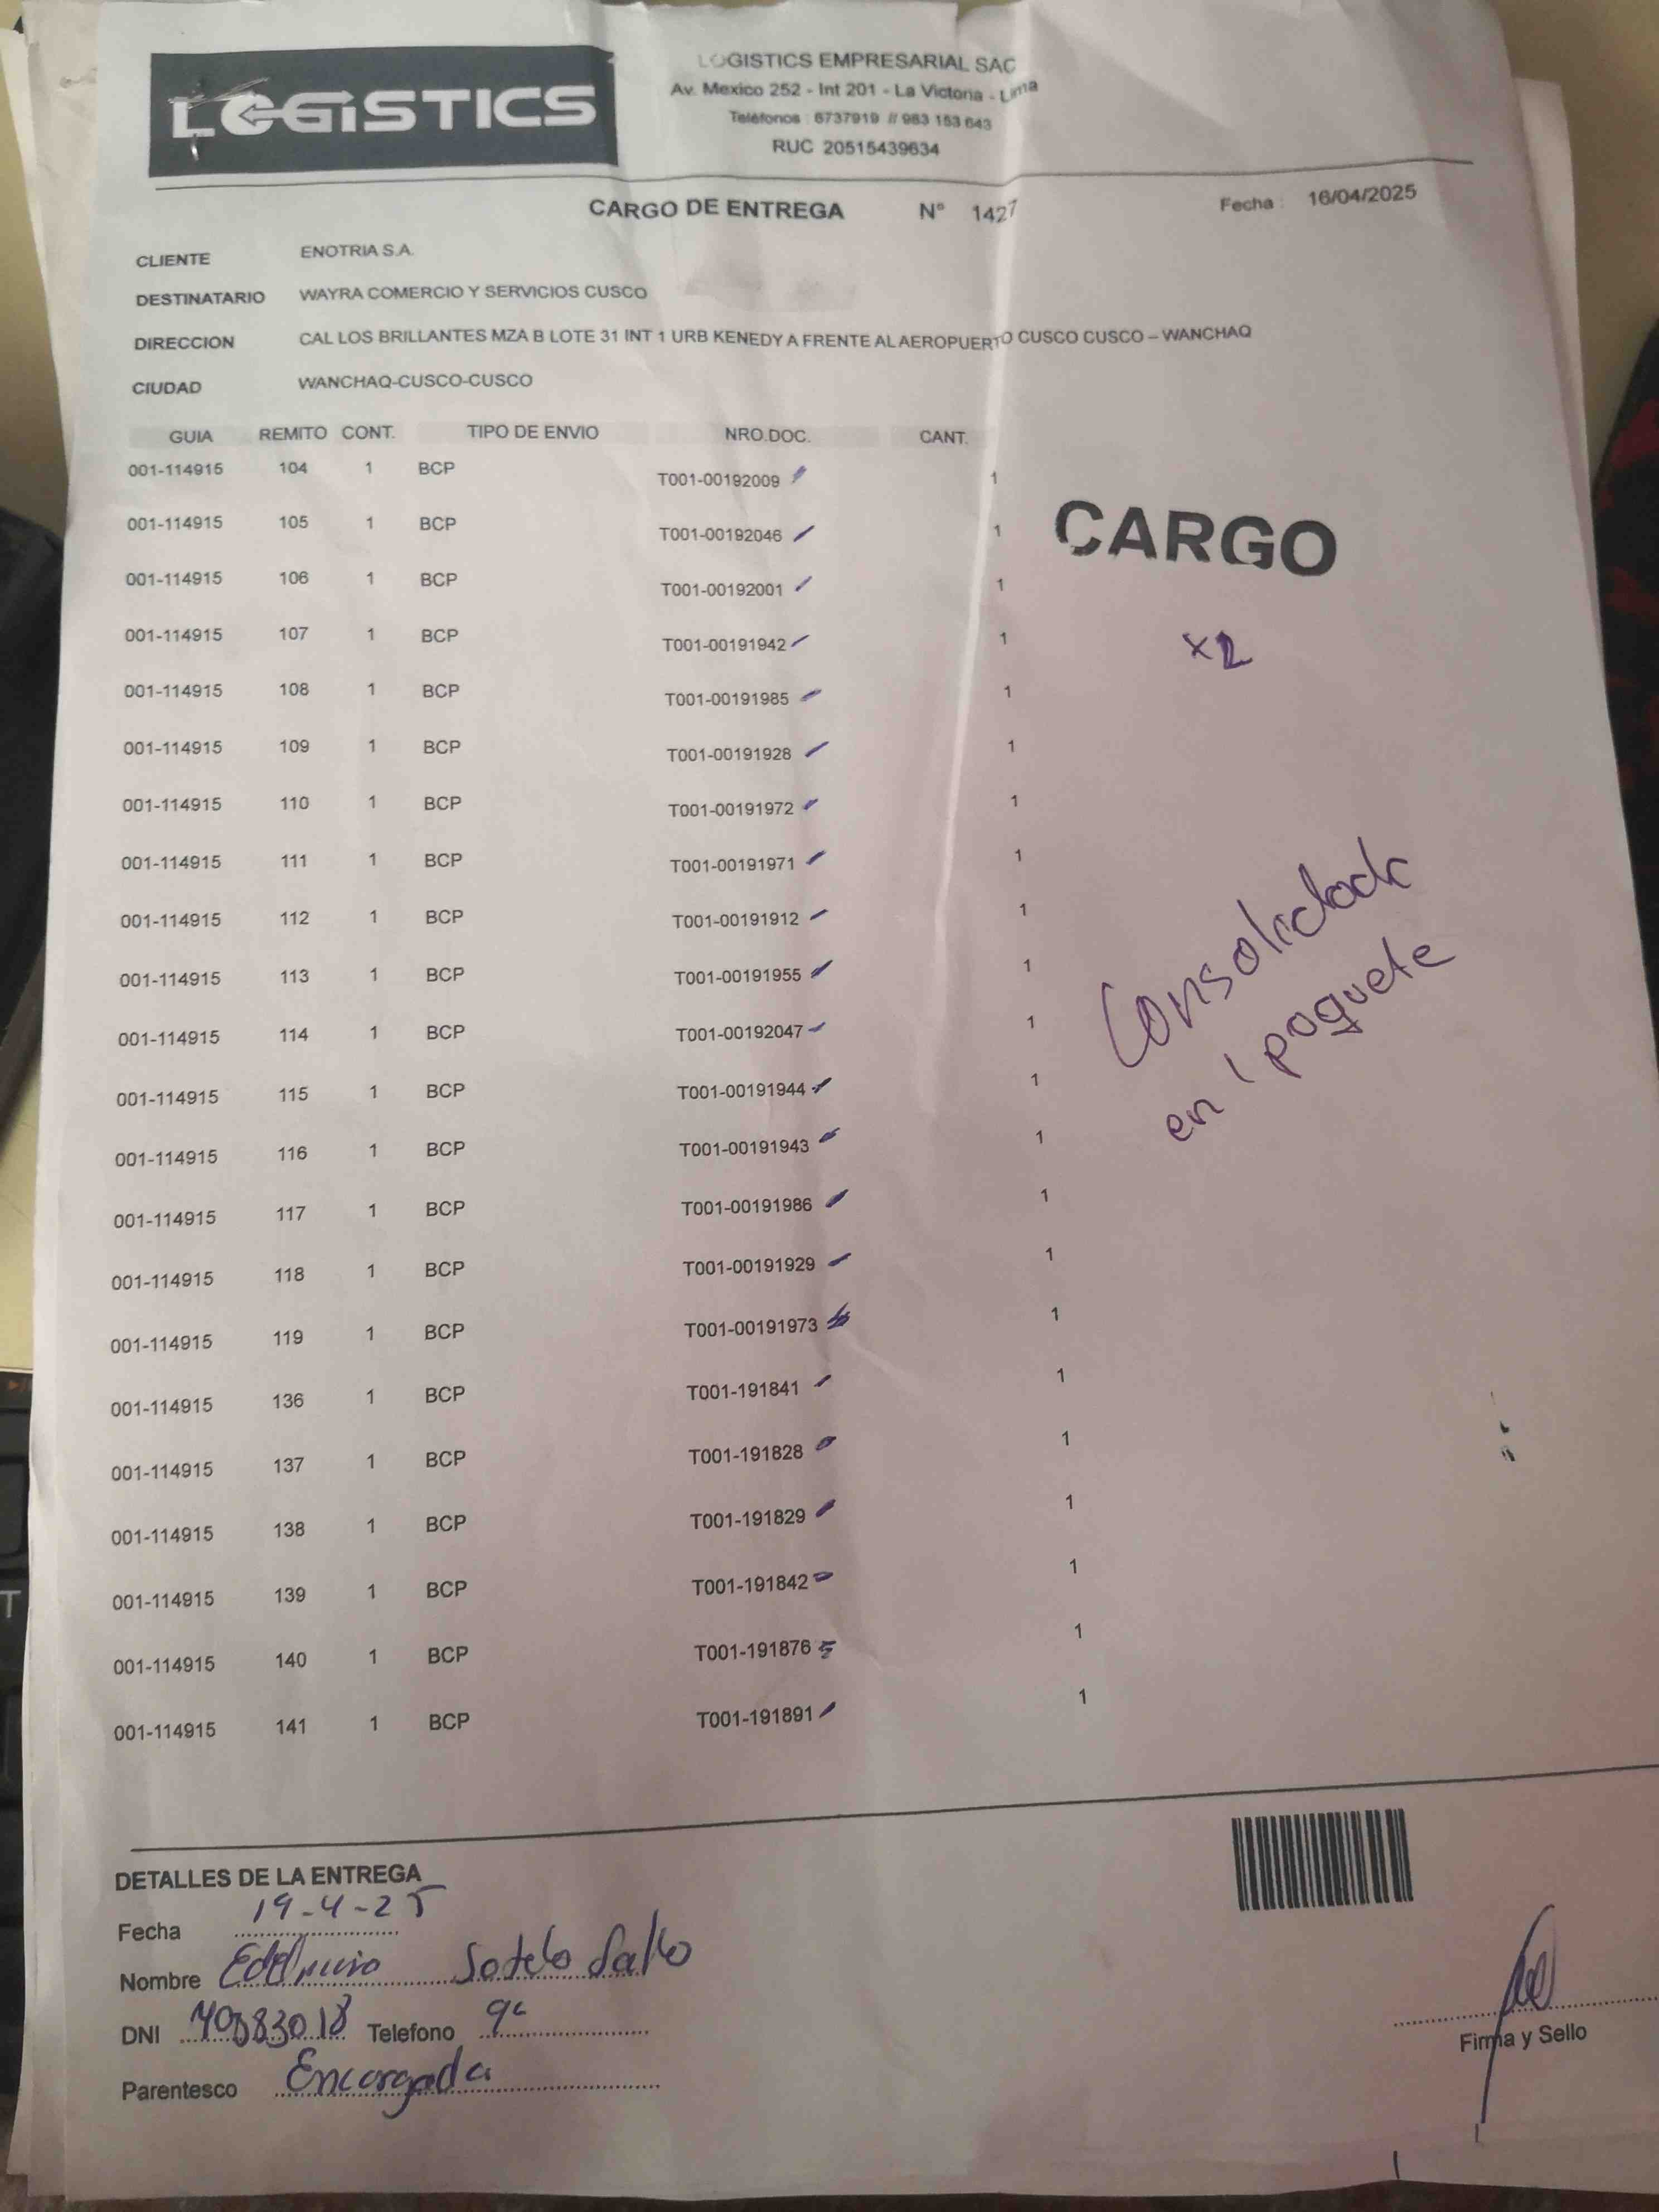 LOGISTICS
LOGISTICS EMPRESARIAL SAC
Av. Mexico 252 - Int 201 - La Victoria - Lima
Teléfonos : 6737919 // 983 153 643
RUC 20515439634
CARGO DE ENTREGA N° 1427 Fecha : 16/04/2025
CLIENTE ENOTRIA S.A.
DESTINATARIO WAYRA COMERCIO Y SERVICIOS CUSCO
DIRECCION CAL LOS BRILLANTES MZA B LOTE 31 INT 1 URB KENEDY A FRENTE AL AEROPUERTO CUSCO CUSCO – WANCHAQ
CIUDAD WANCHAQ-CUSCO-CUSCO
GUIA REMITO CONT. TIPO DE ENVIO NRO.DOC. CANT.
001-114915 104 1 BCP T001-00192009 1
001-114915 105 1 BCP T001-00192046 1
CARGO
001-114915 106 1 BCP T001-00192001 1
001-114915 107 1 BCP T001-00191942 1
x2
001-114915 108 1 BCP T001-00191985 1
001-114915 109 1 BCP T001-00191928 1
001-114915 110 1 BCP T001-00191972 1
001-114915 111 1 BCP T001-00191971 1
001-114915 112 1 BCP T001-00191912 1
001-114915 113 1 BCP T001-00191955 1
Consolidado
en 1 paquete
001-114915 114 1 BCP T001-00192047 1
001-114915 115 1 BCP T001-00191944 1
001-114915 116 1 BCP T001-00191943 1
001-114915 117 1 BCP T001-00191986 1
001-114915 118 1 BCP T001-00191929 1
001-114915 119 1 BCP T001-00191973 1
001-114915 136 1 BCP T001-191841 1
001-114915 137 1 BCP T001-191828 1
001-114915 138 1 BCP T001-191829 1
001-114915 139 1 BCP T001-191842 1
001-114915 140 1 BCP T001-191876 1
001-114915 141 1 BCP T001-191891 1
DETALLES DE LA ENTREGA
Fecha 19-4-25
Nombre Sotelo
DNI Telefono
Parentesco Encargada
Firma y Sello